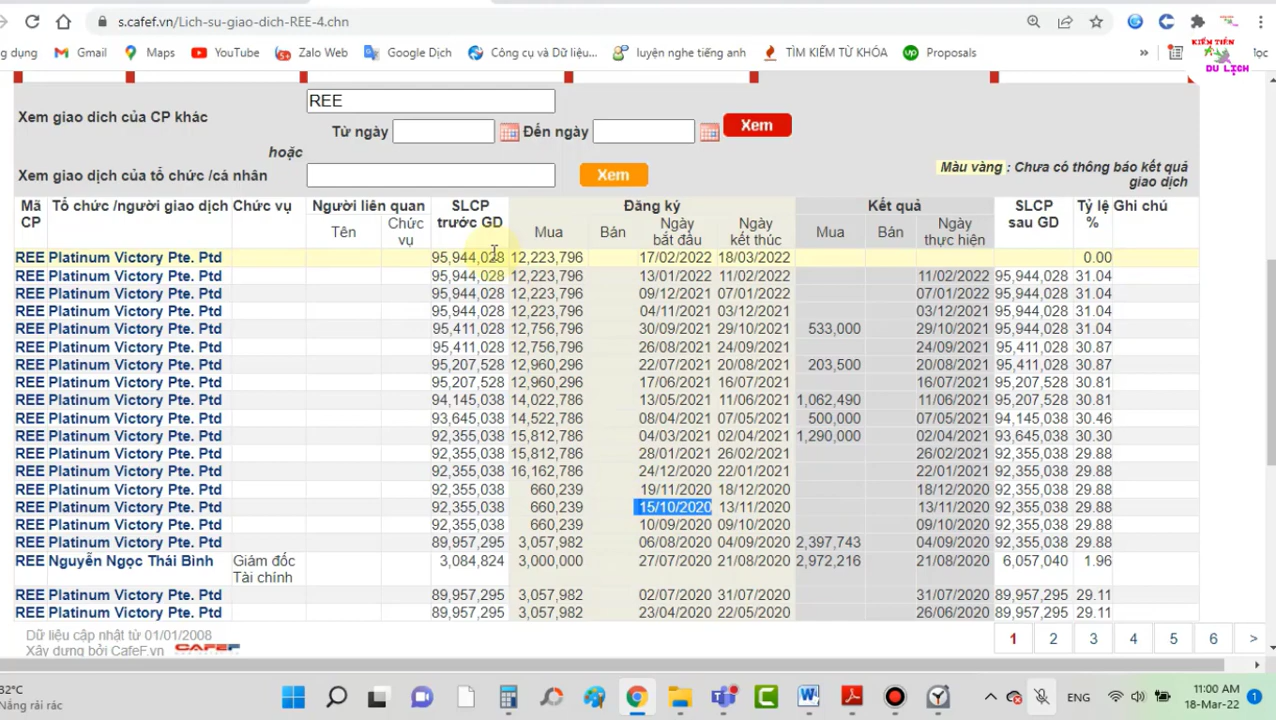 s.cafef.vn/Lich-su-giao-dich-REE-4.chn
g dụng Gmail Maps YouTube Zalo Web Google Dịch Công vụ và Dữ liệu... luyện nghe tiếng anh TÌM KIẾM TỪ KHÓA Proposals » ọc
KIẾM TIỀN
DU LỊCH
Xem giao dich của CP khác REE
Từ ngày Đến ngày Xem
hoặc
Xem giao dịch của tổ chức /cá nhân Xem
Màu vàng : Chưa có thông báo kết quả
giao dịch
Mã CP Tổ chức /người giao dịch Chức vụ Người liên quan SLCP trước GD Đăng ký Kết quả SLCP sau GD Tỷ lệ % Ghi chú
Tên Chức vụ Mua Bán Ngày bắt đầu Ngày kết thúc Mua Bán Ngày thực hiện
REE Platinum Victory Pte. Ptd 95,944,028 12,223,796 17/02/2022 18/03/2022 0.00
REE Platinum Victory Pte. Ptd 95,944,028 12,223,796 13/01/2022 11/02/2022 11/02/2022 95,944,028 31.04
REE Platinum Victory Pte. Ptd 95,944,028 12,223,796 09/12/2021 07/01/2022 07/01/2022 95,944,028 31.04
REE Platinum Victory Pte. Ptd 95,944,028 12,223,796 04/11/2021 03/12/2021 03/12/2021 95,944,028 31.04
REE Platinum Victory Pte. Ptd 95,411,028 12,756,796 30/09/2021 29/10/2021 533,000 29/10/2021 95,944,028 31.04
REE Platinum Victory Pte. Ptd 95,411,028 12,756,796 26/08/2021 24/09/2021 24/09/2021 95,411,028 30.87
REE Platinum Victory Pte. Ptd 95,207,528 12,960,296 22/07/2021 20/08/2021 203,500 20/08/2021 95,411,028 30.87
REE Platinum Victory Pte. Ptd 95,207,528 12,960,296 17/06/2021 16/07/2021 16/07/2021 95,207,528 30.81
REE Platinum Victory Pte. Ptd 94,145,038 14,022,786 13/05/2021 11/06/2021 1,062,490 11/06/2021 95,207,528 30.81
REE Platinum Victory Pte. Ptd 93,645,038 14,522,786 08/04/2021 07/05/2021 500,000 07/05/2021 94,145,038 30.46
REE Platinum Victory Pte. Ptd 92,355,038 15,812,786 04/03/2021 02/04/2021 1,290,000 02/04/2021 93,645,038 30.30
REE Platinum Victory Pte. Ptd 92,355,038 15,812,786 28/01/2021 26/02/2021 26/02/2021 92,355,038 29.88
REE Platinum Victory Pte. Ptd 92,355,038 16,162,786 24/12/2020 22/01/2021 22/01/2021 92,355,038 29.88
REE Platinum Victory Pte. Ptd 92,355,038 660,239 19/11/2020 18/12/2020 18/12/2020 92,355,038 29.88
REE Platinum Victory Pte. Ptd 92,355,038 660,239 15/10/2020 13/11/2020 13/11/2020 92,355,038 29.88
REE Platinum Victory Pte. Ptd 92,355,038 660,239 10/09/2020 09/10/2020 09/10/2020 92,355,038 29.88
REE Platinum Victory Pte. Ptd 89,957,295 3,057,982 06/08/2020 04/09/2020 2,397,743 04/09/2020 92,355,038 29.88
REE Nguyễn Ngọc Thái Bình Giám đốc Tài chính 3,084,824 3,000,000 27/07/2020 21/08/2020 2,972,216 21/08/2020 6,057,040 1.96
REE Platinum Victory Pte. Ptd 89,957,295 3,057,982 02/07/2020 31/07/2020 31/07/2020 89,957,295 29.11
REE Platinum Victory Pte. Ptd 89,957,295 3,057,982 23/04/2020 22/05/2020 26/06/2020 89,957,295 29.11
Dữ liệu cập nhật từ 01/01/2008
Xây dựng bởi CafeF.vn CAFEF
1 2 3 4 5 6 >
32°C
Nắng rải rác
ENG
11:00 AM
18-Mar-22
1